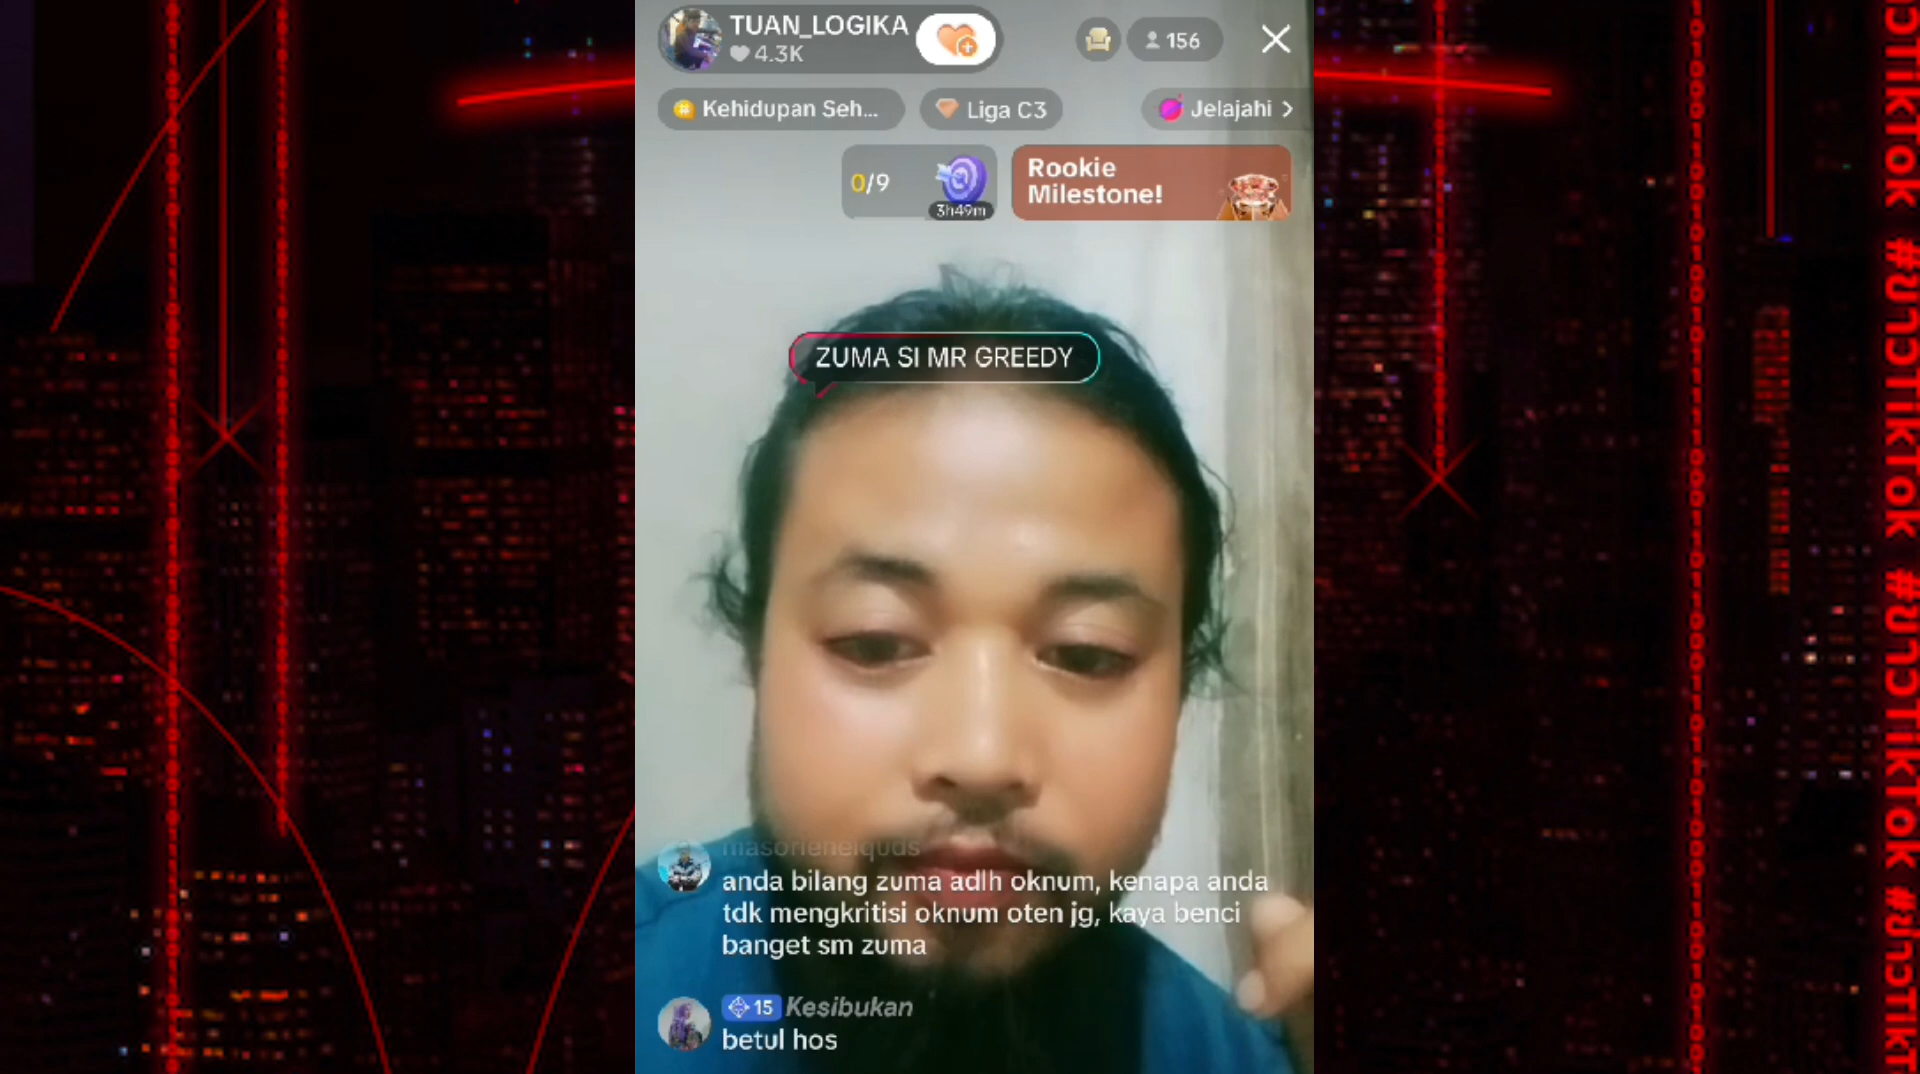 TUAN_LOGIKA
4.3K
156
Kehidupan Seh...
Liga C3
Jelajahi
0/9
3h49m
Rookie
Milestone!
ZUMA SI MR GREEDY
masorieneiquds
anda bilang zuma adlh oknum, kenapa anda
tdk mengkritisi oknum oten jg, kaya benci
banget sm zuma
15 Kesibukan
betul hos